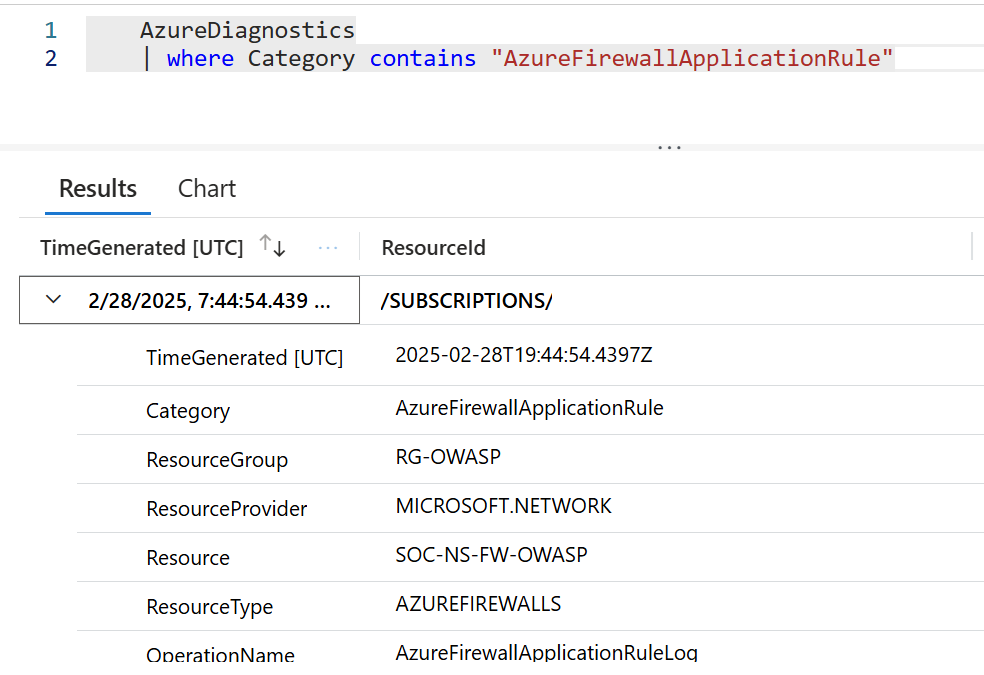 1 AzureDiagnostics
2 | where Category contains "AzureFirewallApplicationRule"
...
Results Chart
TimeGenerated [UTC] ↑↓ ... ResourceId
2/28/2025, 7:44:54.439 ... /SUBSCRIPTIONS/
TimeGenerated [UTC] 2025-02-28T19:44:54.4397Z
Category AzureFirewallApplicationRule
ResourceGroup RG-OWASP
ResourceProvider MICROSOFT.NETWORK
Resource SOC-NS-FW-OWASP
ResourceType AZUREFIREWALLS
OperationName AzureFirewallApplicationRuleLog